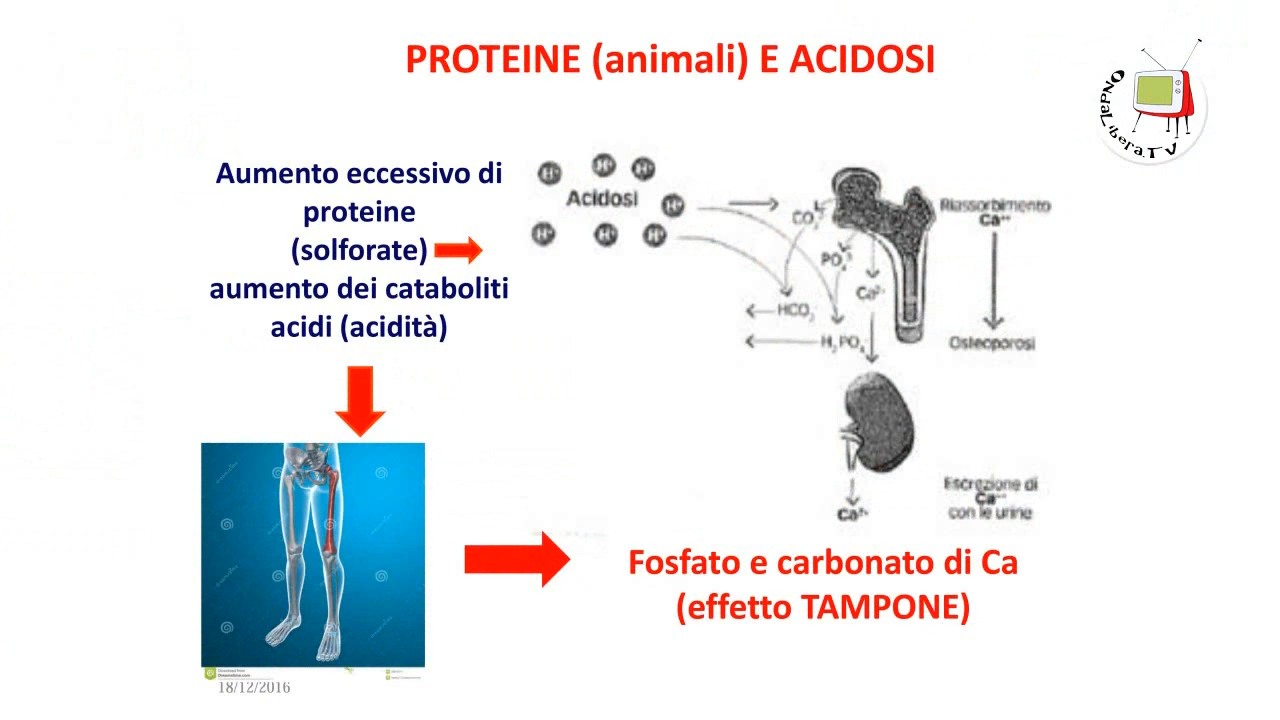 PROTEINE (animali) E ACIDOSI
OndaLibera.TV
Aumento eccessivo di
proteine
(solforate)
aumento dei cataboliti
acidi (acidità)
H+ H+ H+
Acidosi H+
H+ H+ H+
CO3
PO4
Ca2+
HCO3
H2PO4
Riassorbimento
Ca++
Osteoporosi
Ca2+
Escrezione di
Ca++
con le urine
Fosfato e carbonato di Ca
(effetto TAMPONE)
18/12/2016